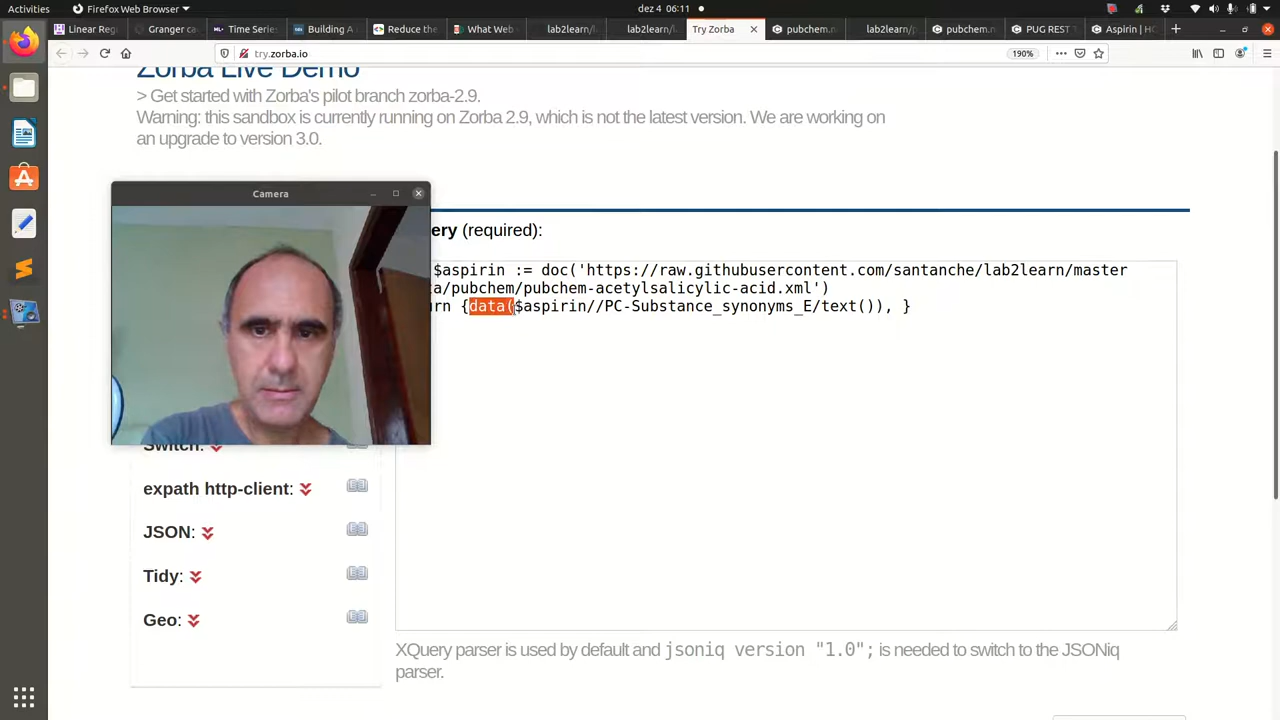 Activities
Firefox Web Browser
dez 4 06:11
Linear Reg
Granger ca
Time Series
Building A
Reduce the
What Web
lab2learn/l
lab2learn/l
Try Zorba
pubchem.n
lab2learn/p
pubchem.n
PUG REST
Aspirin | H
try.zorba.io
190%
Zorba Live Demo
> Get started with Zorba's pilot branch zorba-2.9.
Warning: this sandbox is currently running on Zorba 2.9, which is not the latest version. We are working on
an upgrade to version 3.0.
Camera
ery (required):
$aspirin := doc('https://raw.githubusercontent.com/santanche/lab2learn/master
ta/pubchem/pubchem-acetylsalicylic-acid.xml')
urn {data($aspirin//PC-Substance_synonyms_E/text()), }
Switch:
expath http-client:
JSON:
Tidy:
Geo:
XQuery parser is used by default and jsoniq version "1.0"; is needed to switch to the JSONiq
parser.